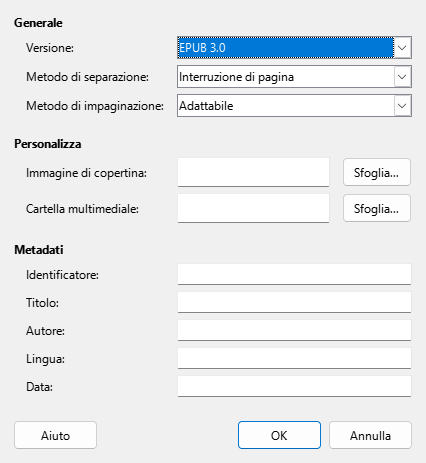 Generale
Versione: EPUB 3.0
Metodo di separazione: Interruzione di pagina
Metodo di impaginazione: Adattabile
Personalizza
Immagine di copertina: Sfoglia...
Cartella multimediale: Sfoglia...
Metadati
Identificatore:
Titolo:
Autore:
Lingua:
Data:
Aiuto OK Annulla